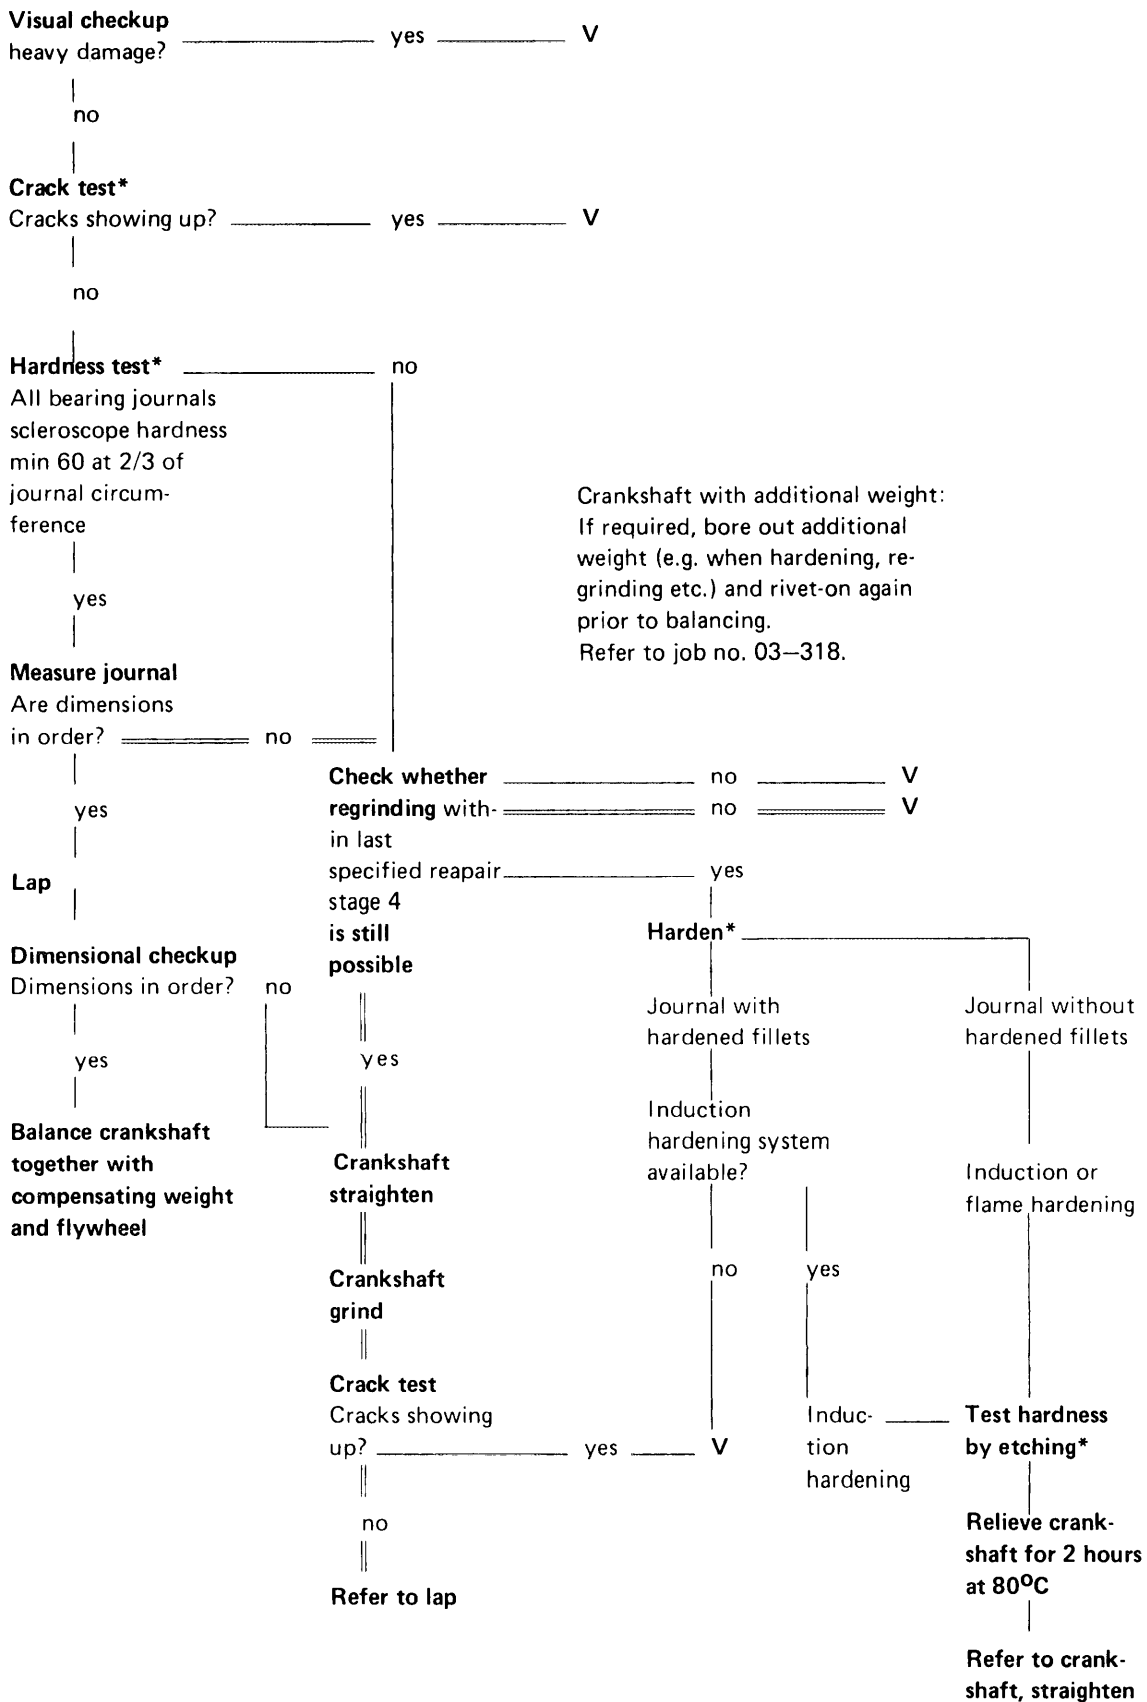 Visual checkup
heavy damage?
yes
V
no
Crack test*
Cracks showing up?
yes
V
no
Hardness test*
no
All bearing journals
scleroscope hardness
min 60 at 2/3 of
journal circum-
ference
yes
Crankshaft with additional weight:
If required, bore out additional
weight (e.g. when hardening, re-
grinding etc.) and rivet-on again
prior to balancing.
Refer to job no. 03–318.
Measure journal
Are dimensions
in order?
no
yes
Lap
Dimensional checkup
Dimensions in order?
no
yes
Balance crankshaft
together with
compensating weight
and flywheel
Check whether
no
V
regrinding with-
no
V
in last
specified reapair
yes
stage 4
is still
possible
yes
Crankshaft
straighten
Crankshaft
grind
Crack test
Cracks showing
up?
yes
V
no
Refer to lap
Harden*
Journal with
hardened fillets
Induction
hardening system
available?
no
yes
Induc-
tion
hardening
Journal without
hardened fillets
Induction or
flame hardening
Test hardness
by etching*
Relieve crank-
shaft for 2 hours
at 80°C
Refer to crank-
shaft, straighten